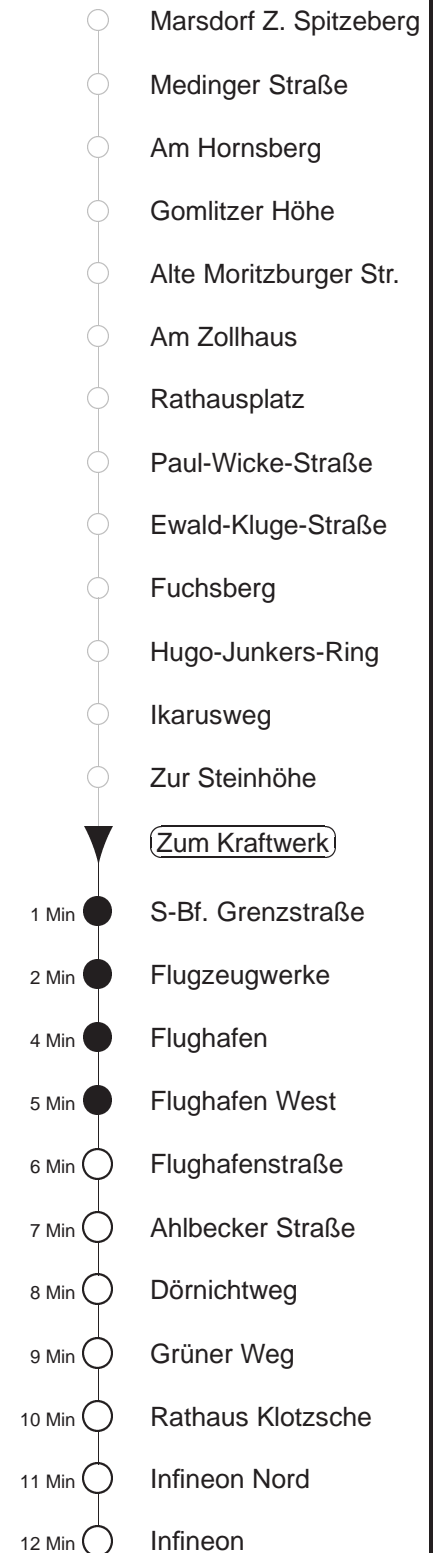 Marsdorf Z. Spitzeberg
Medinger Straße
Am Hornsberg
Gomlitzer Höhe
Alte Moritzburger Str.
Am Zollhaus
Rathausplatz
Paul-Wicke-Straße
Ewald-Kluge-Straße
Fuchsberg
Hugo-Junkers-Ring
Ikarusweg
Zur Steinhöhe
Zum Kraftwerk
1 Min S-Bf. Grenzstraße
2 Min Flugzeugwerke
4 Min Flughafen
5 Min Flughafen West
6 Min Flughafenstraße
7 Min Ahlbecker Straße
8 Min Dörnichtweg
9 Min Grüner Weg
10 Min Rathaus Klotzsche
11 Min Infineon Nord
12 Min Infineon